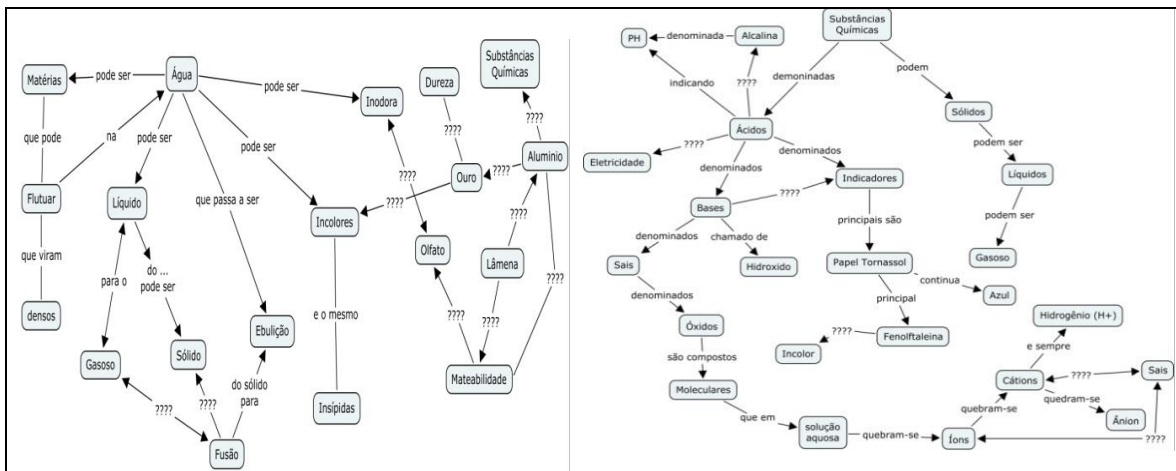 Matérias
pode ser
Água
pode ser
Inodora
Dureza
Substâncias
Químicas
????
????
que pode
na
pode ser
pode ser
????
Aluminio
????
Ouro
????
Flutuar
Líquido
que passa a ser
Incolores
Olfato
????
Lâmena
????
que viram
para o
do ...
pode ser
e o mesmo
????
????
densos
Gasoso
Sólido
Ebulição
Mateabilidade
????
????
do sólido
para
Insípidas
Fusão
Substâncias
Químicas
PH
denominada
Alcalina
indicando
????
demoninadas
podem
Sólidos
Ácidos
????
Eletricidade
denominados
denominados
podem ser
Líquidos
Indicadores
????
Bases
principais são
podem ser
denominados
chamado de
Sais
Hidroxido
Papel Tornassol
Gasoso
continua
Azul
denominados
principal
Óxidos
Fenolftaleina
????
Incolor
Hidrogênio (H+)
são compostos
e sempre
Moleculares
Cátions
????
Sais
que em
quebram-se
quedram-se
Ânion
solução
aquosa
quebram-se
Íons
????